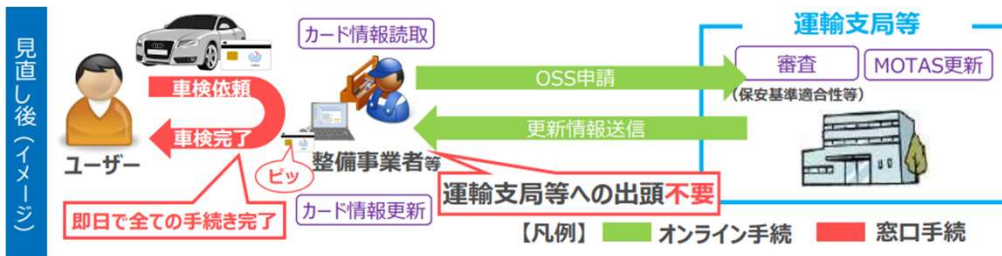 見直し後（イメージ）
運輸支局等
カード情報読取
審査
MOTAS更新
（保安基準適合性等）
車検依頼
OSS申請
車検完了
更新情報送信
ユーザー
ピッ
整備事業者等
運輸支局等への出頭不要
即日で全ての手続き完了
カード情報更新
【凡例】 オンライン手続 窓口手続